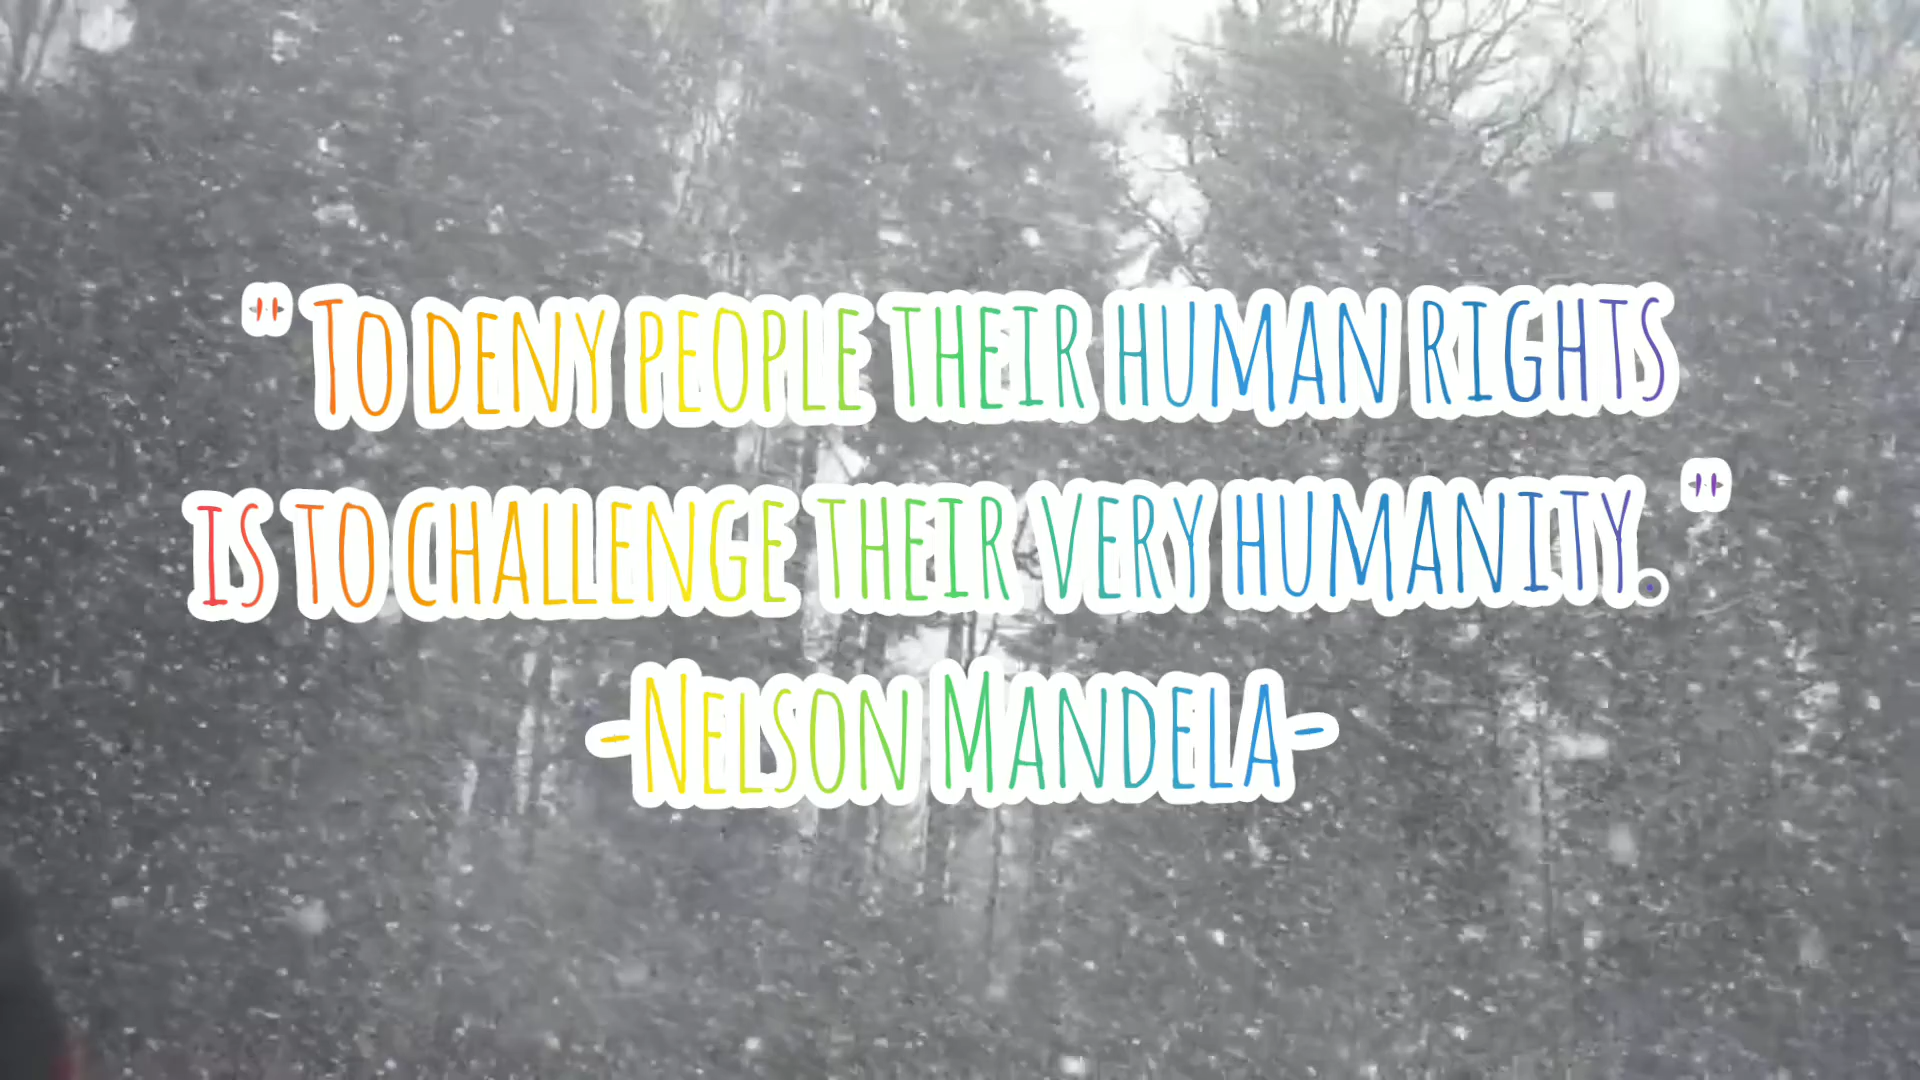 " To deny people their human rights
is to challenge their very humanity. "
-Nelson Mandela-